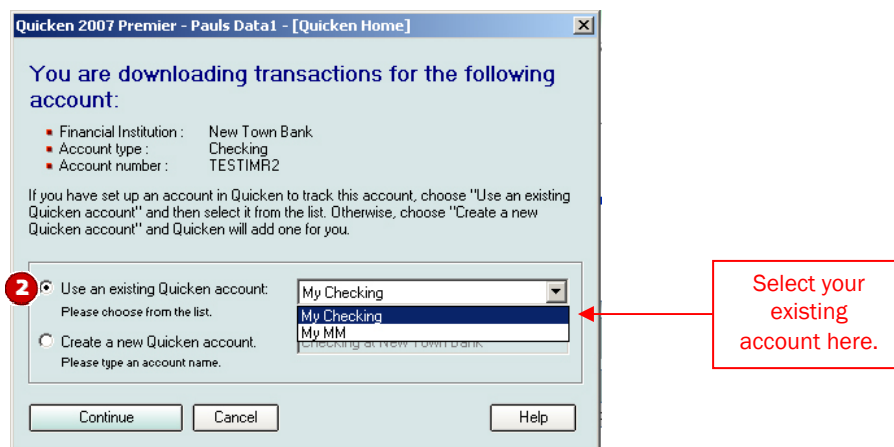 Quicken 2007 Premier - Pauls Data1 - [Quicken Home]
You are downloading transactions for the following
account:
Financial Institution : New Town Bank
Account type : Checking
Account number : TESTIMR2
If you have set up an account in Quicken to track this account, choose "Use an existing
Quicken account" and then select it from the list. Otherwise, choose "Create a new
Quicken account" and Quicken will add one for you.
2 Use an existing Quicken account: My Checking
Please choose from the list. My Checking
My MM
Create a new Quicken account. Checking at New Town Bank
Please type an account name.
Continue Cancel Help
Select your
existing
account here.